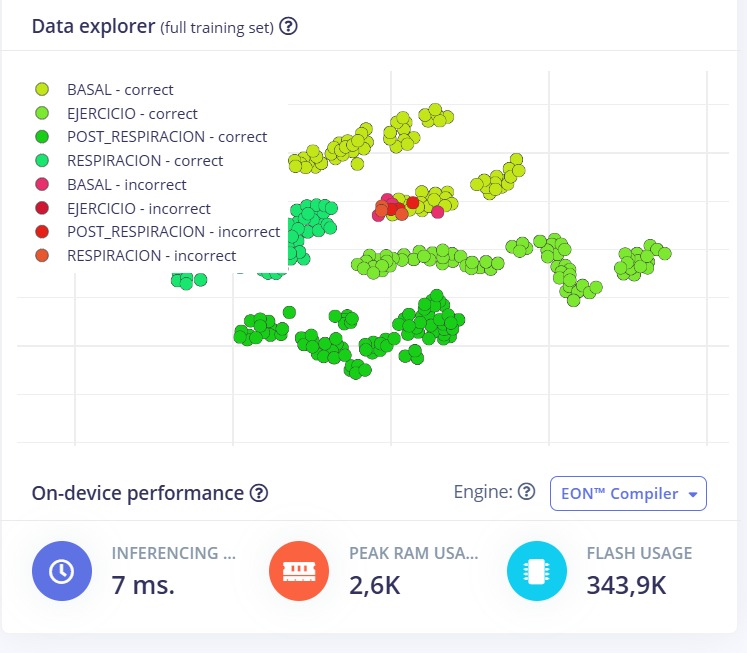 Data explorer (full training set) ?
BASAL - correct
EJERCICIO - correct
POST_RESPIRACION - correct
RESPIRACION - correct
BASAL - incorrect
EJERCICIO - incorrect
POST_RESPIRACION - incorrect
RESPIRACION - incorrect
On-device performance ?
Engine: ?
EON™ Compiler
INFERENCING ...
7 ms.
PEAK RAM USA...
2,6K
FLASH USAGE
343,9K